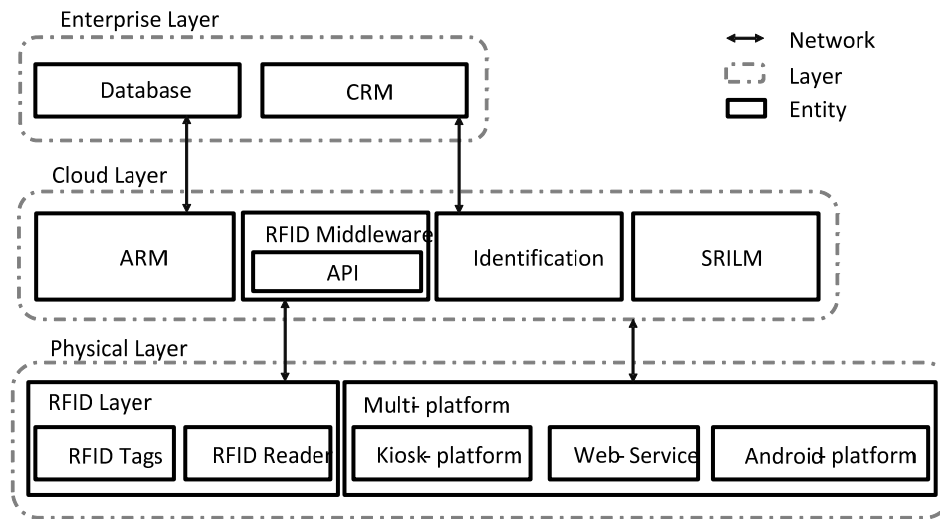 Enterprise Layer
Network
Layer
Entity
Database
CRM
Cloud Layer
ARM
RFID Middleware
API
Identification
SRILM
Physical Layer
RFID Layer
Multi- platform
RFID Tags
RFID Reader
Kiosk- platform
Web- Service
Android- platform